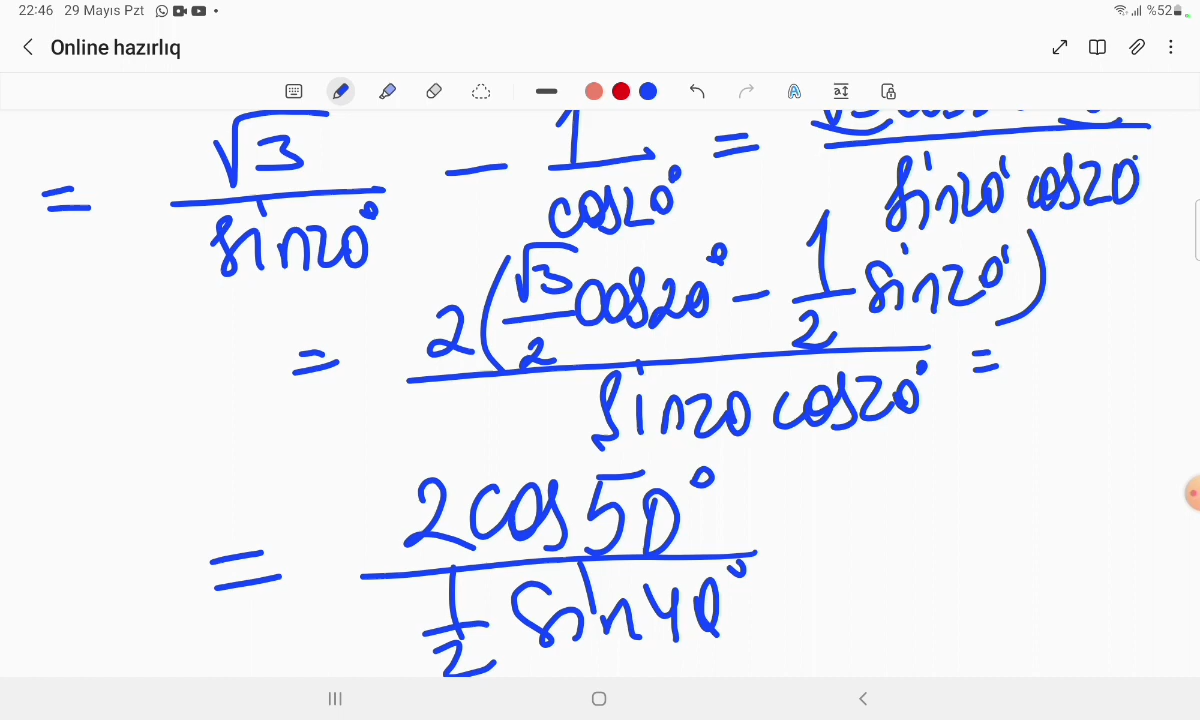 22:46 29 Mayıs Pzt %52
Online hazırlıq
= √3/sin20° - 1/cos20° = /sin20° cos20
= 2(√3/2 cos20° - 1/2 sin20°)/sin20 cos20° =
= 2cos50°/(1/2 sin40°)